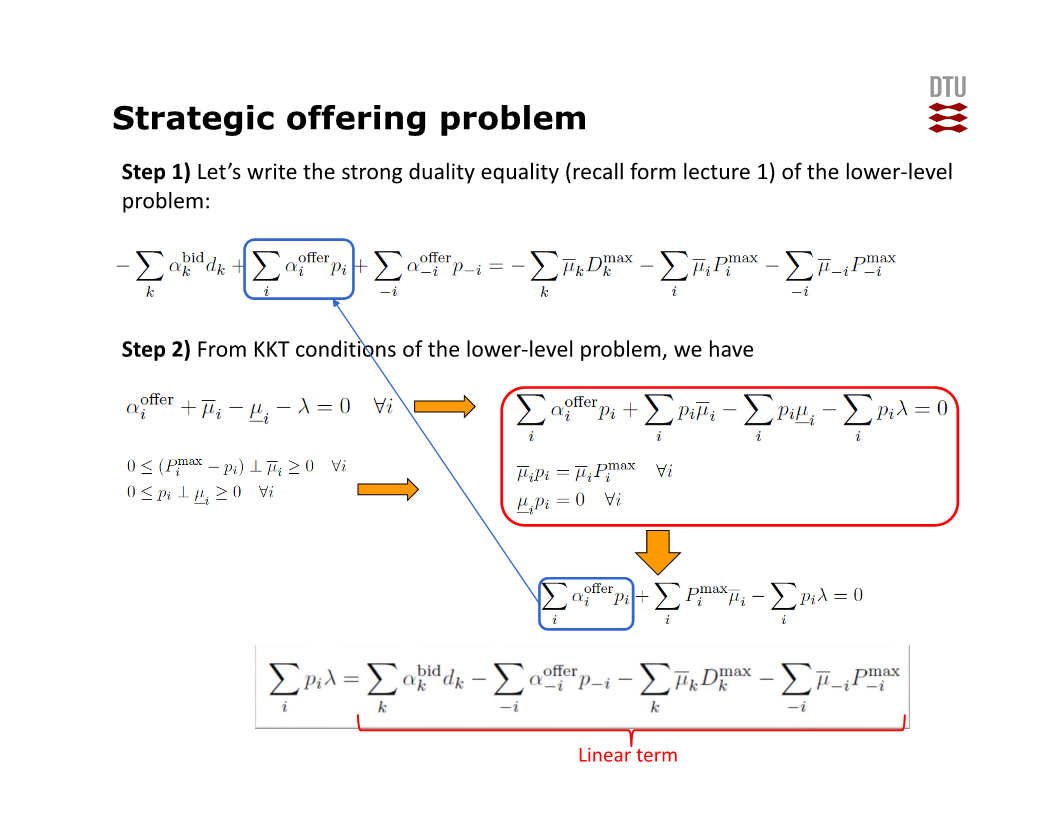 DTU
Strategic offering problem
Step 1) Let's write the strong duality equality (recall form lecture 1) of the lower-level
problem:
$-\sum_{k} \alpha_k^{\text{bid}} d_k + \sum_{i} \alpha_i^{\text{offer}} p_i + \sum_{-i} \alpha_{-i}^{\text{offer}} p_{-i} = -\sum_{k} \overline{\mu}_k D_k^{\max} - \sum_{i} \overline{\mu}_i P_i^{\max} - \sum_{-i} \overline{\mu}_{-i} P_{-i}^{\max}$
Step 2) From KKT conditions of the lower-level problem, we have
$\alpha_i^{\text{offer}} + \overline{\mu}_i - \underline{\mu}_i - \lambda = 0 \quad \forall i$
$0 \leq (P_i^{\max} - p_i) \perp \overline{\mu}_i \geq 0 \quad \forall i$
$0 \leq p_i \perp \underline{\mu}_i \geq 0 \quad \forall i$
$\sum_{i} \alpha_i^{\text{offer}} p_i + \sum_{i} p_i \overline{\mu}_i - \sum_{i} p_i \underline{\mu}_i - \sum_{i} p_i \lambda = 0$
$\overline{\mu}_i p_i = \overline{\mu}_i P_i^{\max} \quad \forall i$
$\underline{\mu}_i p_i = 0 \quad \forall i$
$\sum_{i} \alpha_i^{\text{offer}} p_i + \sum_{i} P_i^{\max} \overline{\mu}_i - \sum_{i} p_i \lambda = 0$
$\sum_{i} p_i \lambda = \sum_{k} \alpha_k^{\text{bid}} d_k - \sum_{-i} \alpha_{-i}^{\text{offer}} p_{-i} - \sum_{k} \overline{\mu}_k D_k^{\max} - \sum_{-i} \overline{\mu}_{-i} P_{-i}^{\max}$
Linear term